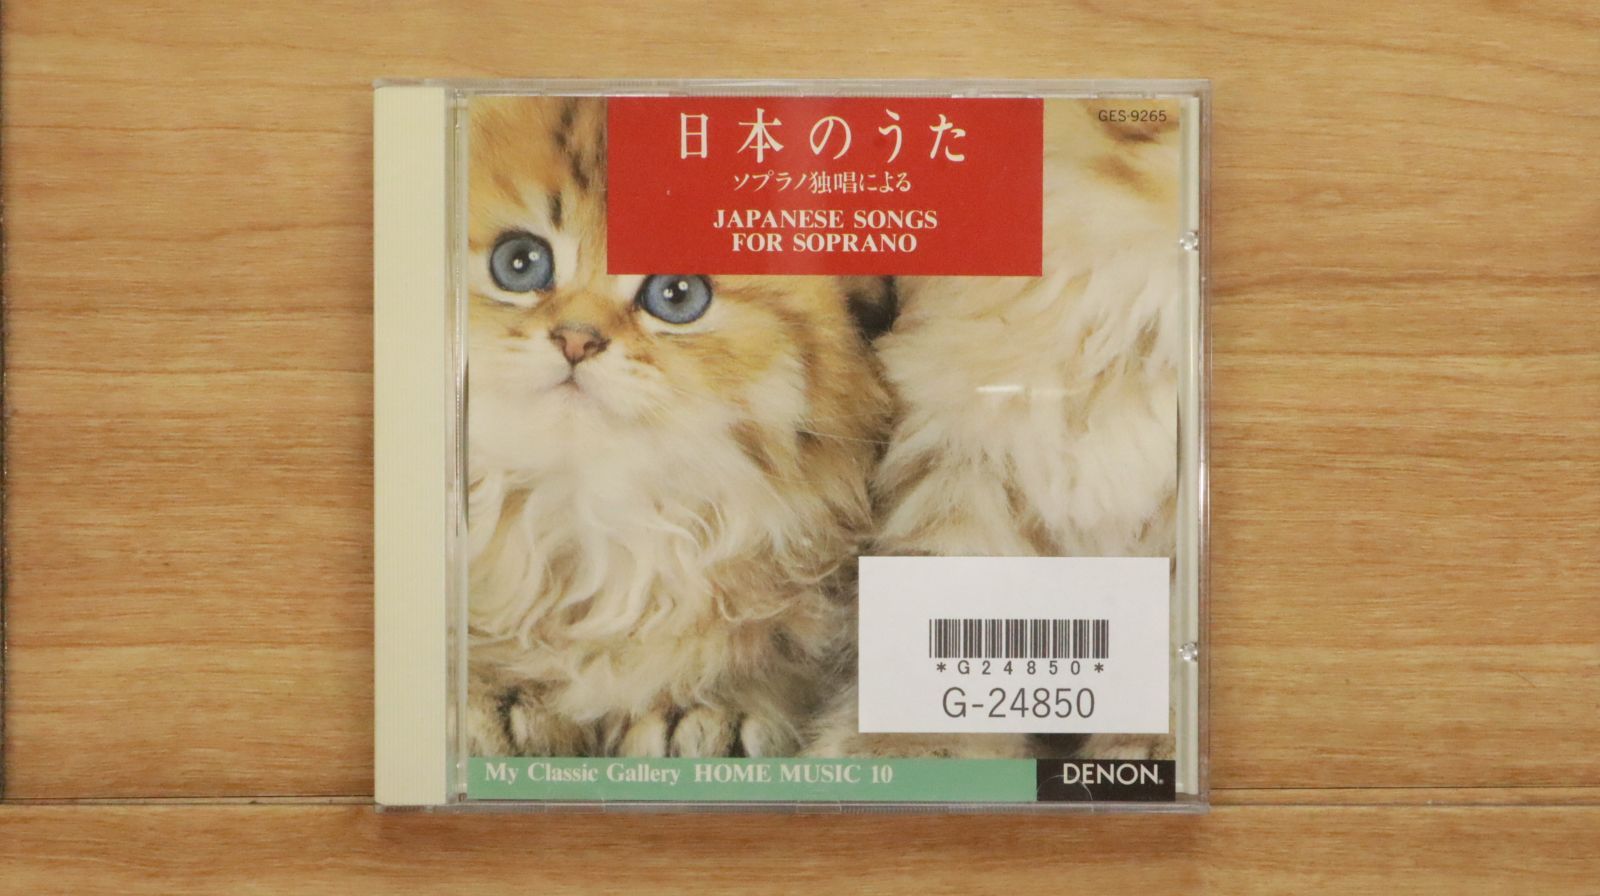 日本のうた
ソプラノ独唱による
JAPANESE SONGS
FOR SOPRANO
GES-9265
*G24850*
G-24850
My Classic Gallery HOME MUSIC 10
DENON®